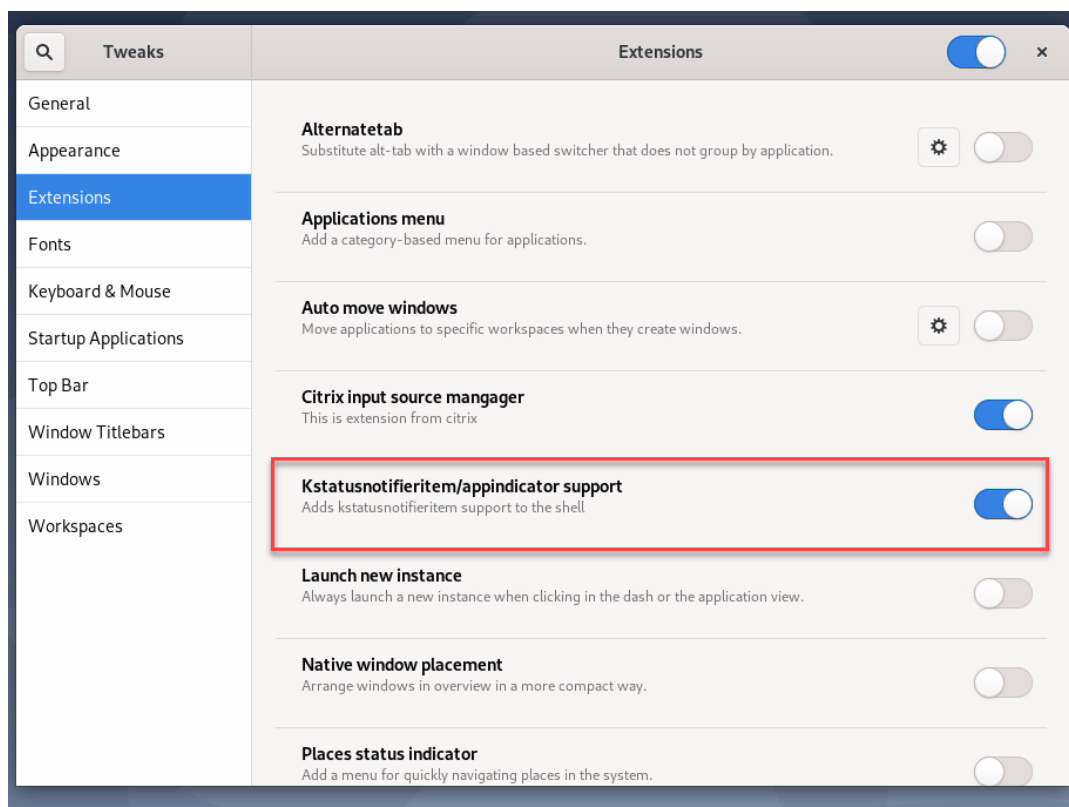 Tweaks
Extensions
General
Appearance
Extensions
Fonts
Keyboard & Mouse
Startup Applications
Top Bar
Window Titlebars
Windows
Workspaces
Alternatetab
Substitute alt-tab with a window based switcher that does not group by application.
Applications menu
Add a category-based menu for applications.
Auto move windows
Move applications to specific workspaces when they create windows.
Citrix input source mangager
This is extension from citrix
Kstatusnotifieritem/appindicator support
Adds kstatusnotifieritem support to the shell
Launch new instance
Always launch a new instance when clicking in the dash or the application view.
Native window placement
Arrange windows in overview in a more compact way.
Places status indicator
Add a menu for quickly navigating places in the system.